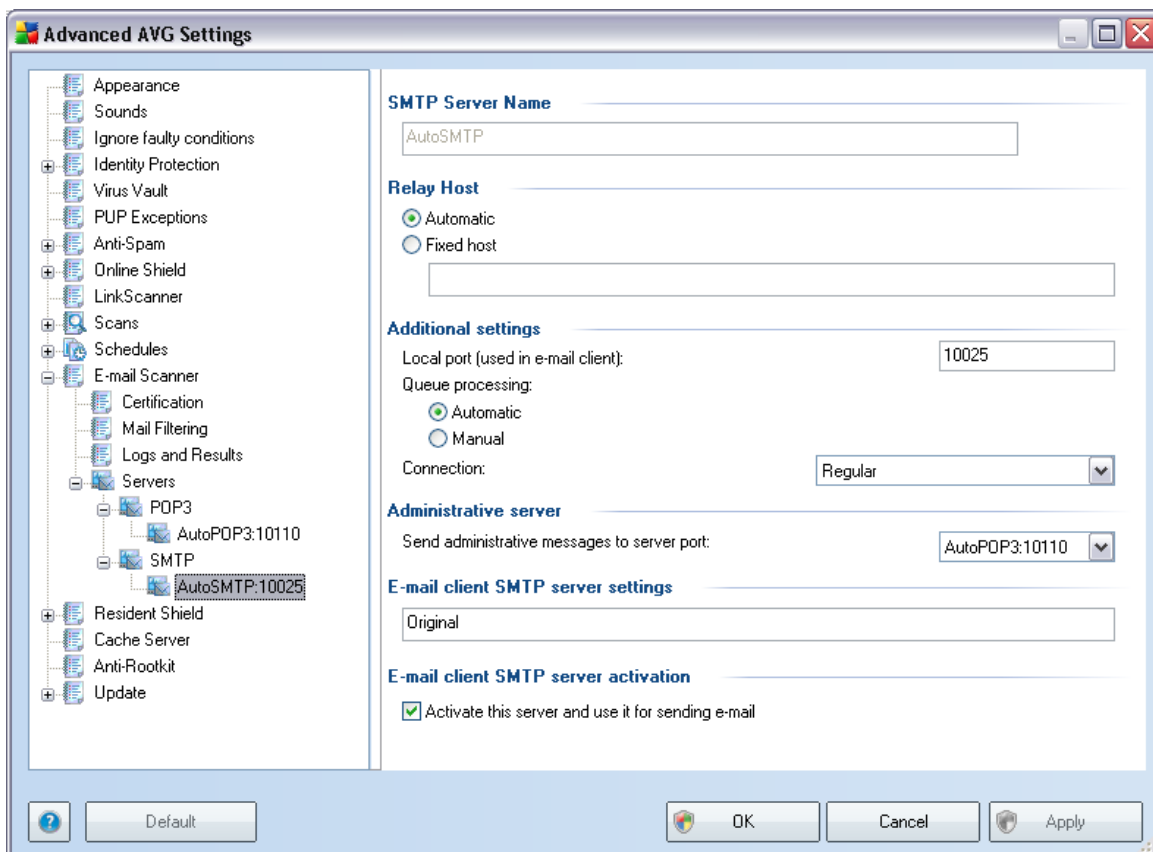 Advanced AVG Settings
Appearance
Sounds
Ignore faulty conditions
Identity Protection
Virus Vault
PUP Exceptions
Anti-Spam
Online Shield
LinkScanner
Scans
Schedules
E-mail Scanner
Certification
Mail Filtering
Logs and Results
Servers
POP3
AutoPOP3:10110
SMTP
AutoSMTP:10025
Resident Shield
Cache Server
Anti-Rootkit
Update
SMTP Server Name
AutoSMTP
Relay Host
Automatic
Fixed host
Additional settings
Local port (used in e-mail client): 10025
Queue processing:
Automatic
Manual
Connection: Regular
Administrative server
Send administrative messages to server port: AutoPOP3:10110
E-mail client SMTP server settings
Original
E-mail client SMTP server activation
Activate this server and use it for sending e-mail
? Default OK Cancel Apply